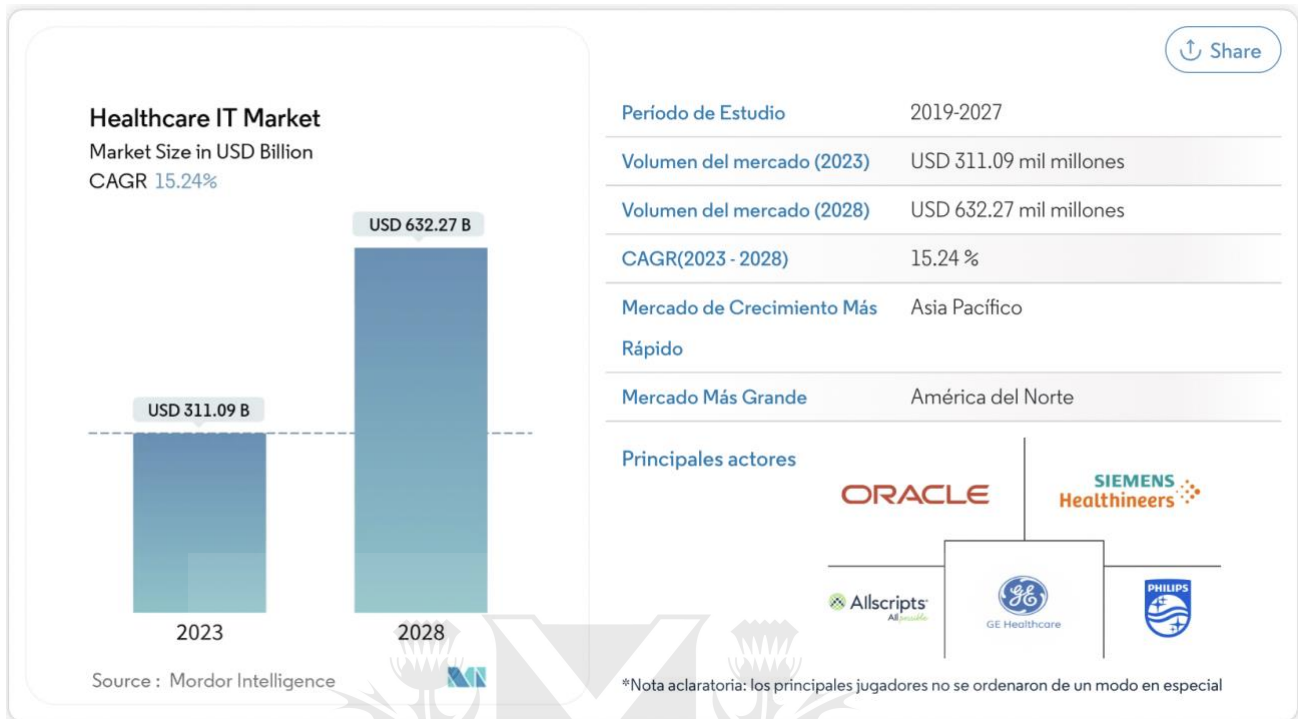 Share
Healthcare IT Market
Market Size in USD Billion
CAGR 15.24%
USD 632.27 B
USD 311.09 B
2023
2028
Source : Mordor Intelligence
Período de Estudio 2019-2027
Volumen del mercado (2023) USD 311.09 mil millones
Volumen del mercado (2028) USD 632.27 mil millones
CAGR(2023 - 2028) 15.24 %
Mercado de Crecimiento Más Asia Pacífico
Rápido
Mercado Más Grande América del Norte
Principales actores
ORACLE
SIEMENS
Healthineers
Allscripts
All possible
GE
GE Healthcare
PHILIPS
*Nota aclaratoria: los principales jugadores no se ordenaron de un modo en especial